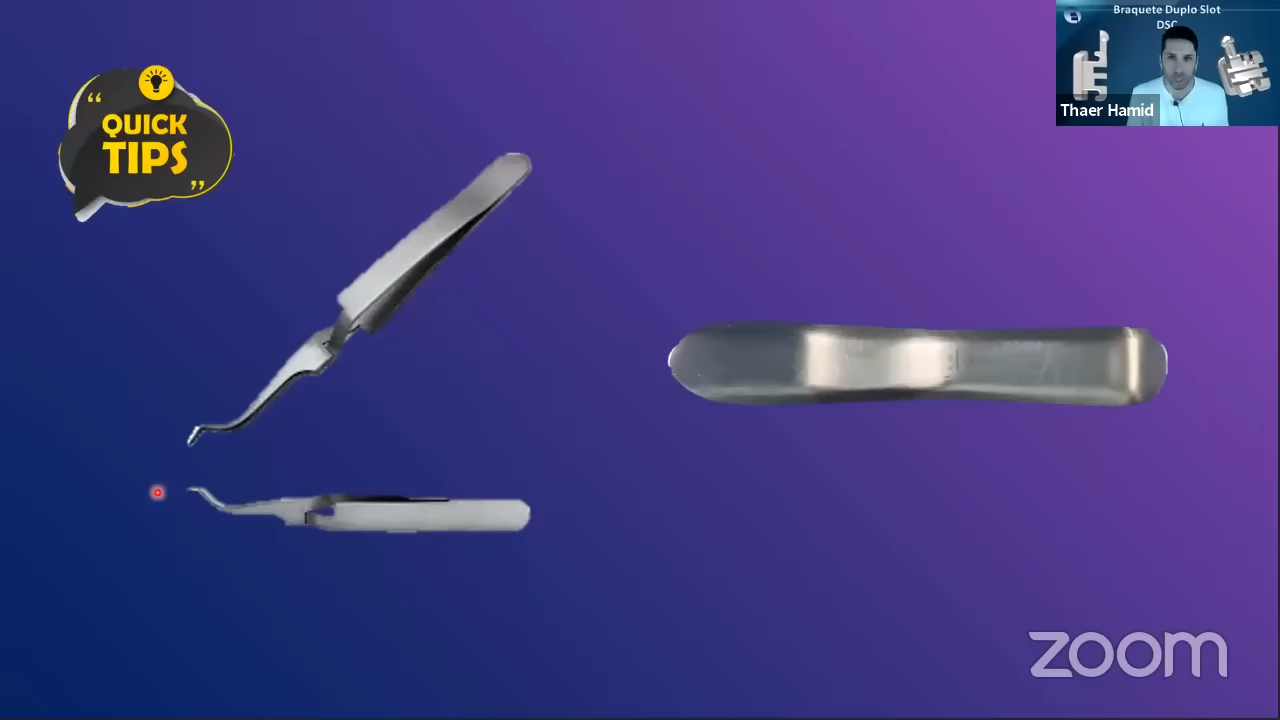 “
QUICK
TIPS
”
Braquete Duplo Slot
DSC
Thaer Hamid
zoom